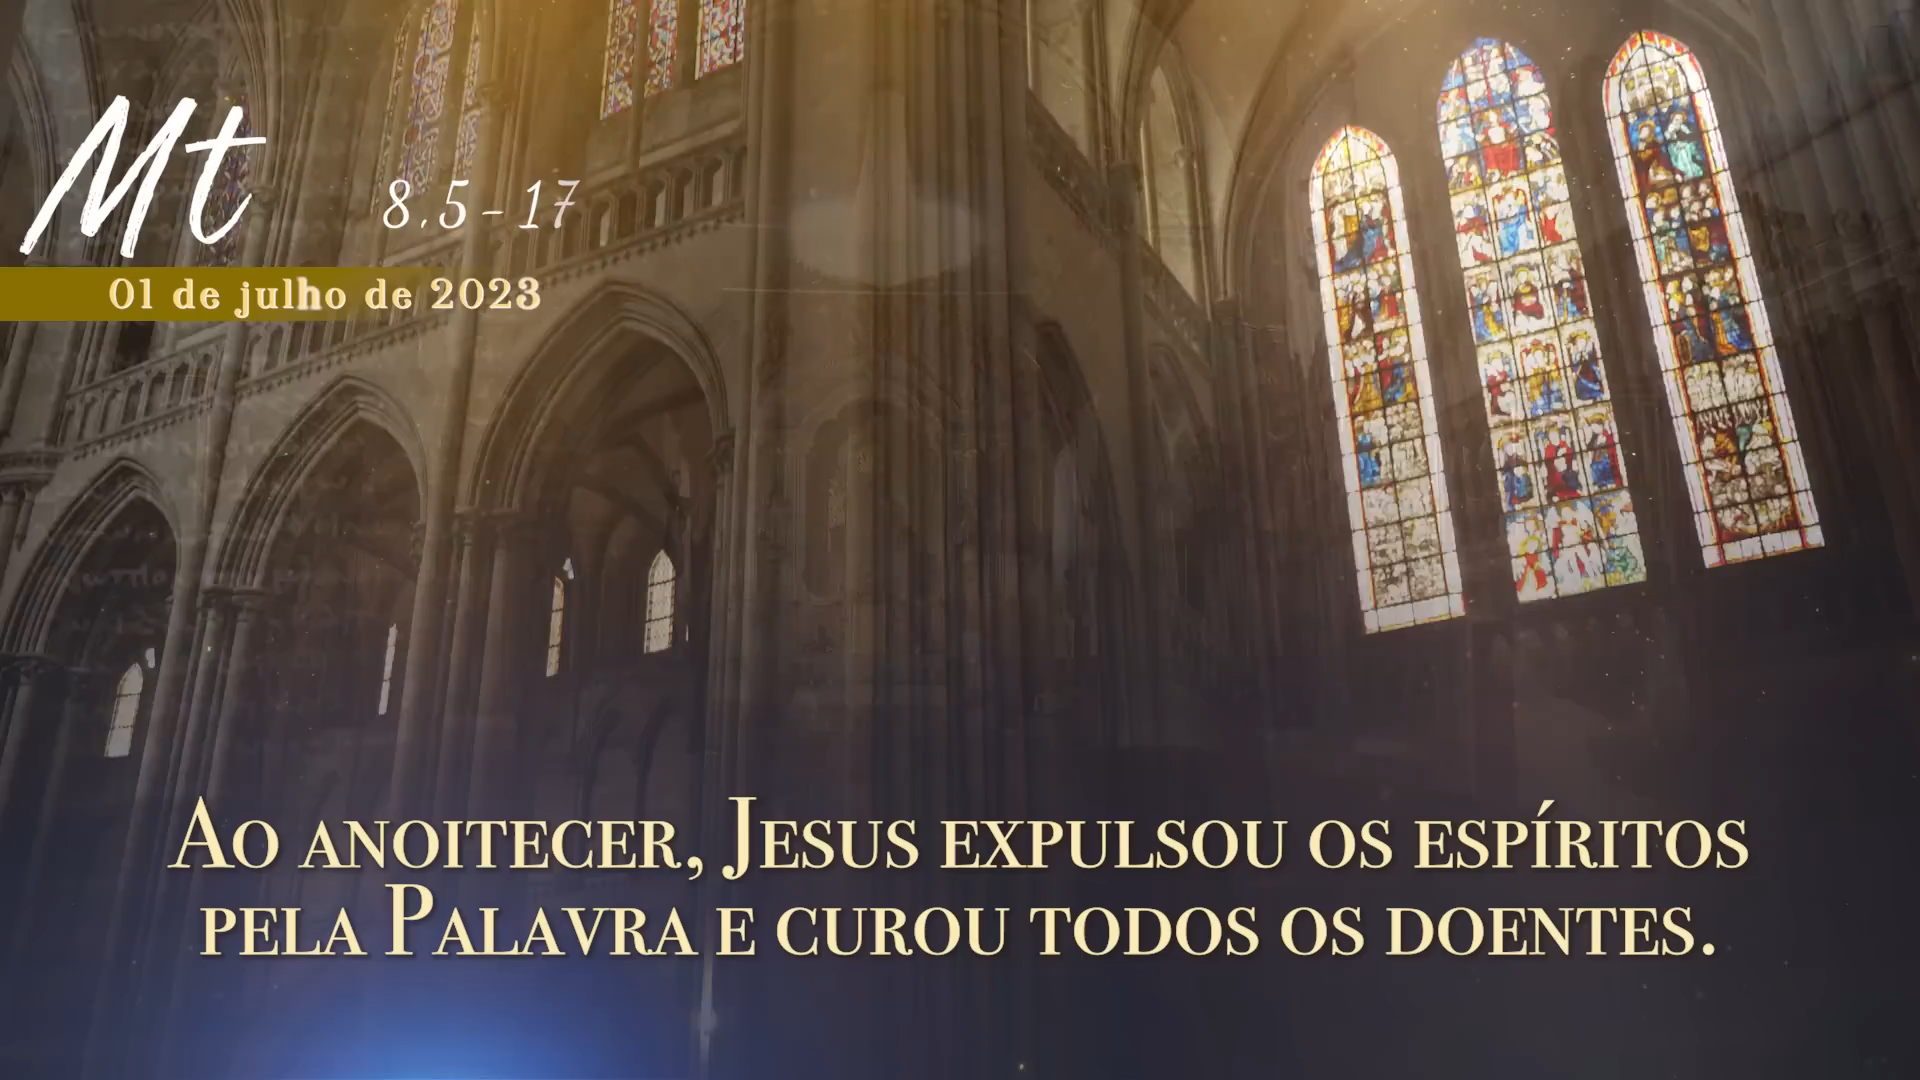 Mt
8,5-17
01 de julho de 2023
Ao anoitecer, Jesus expulsou os espíritos
pela Palavra e curou todos os doentes.